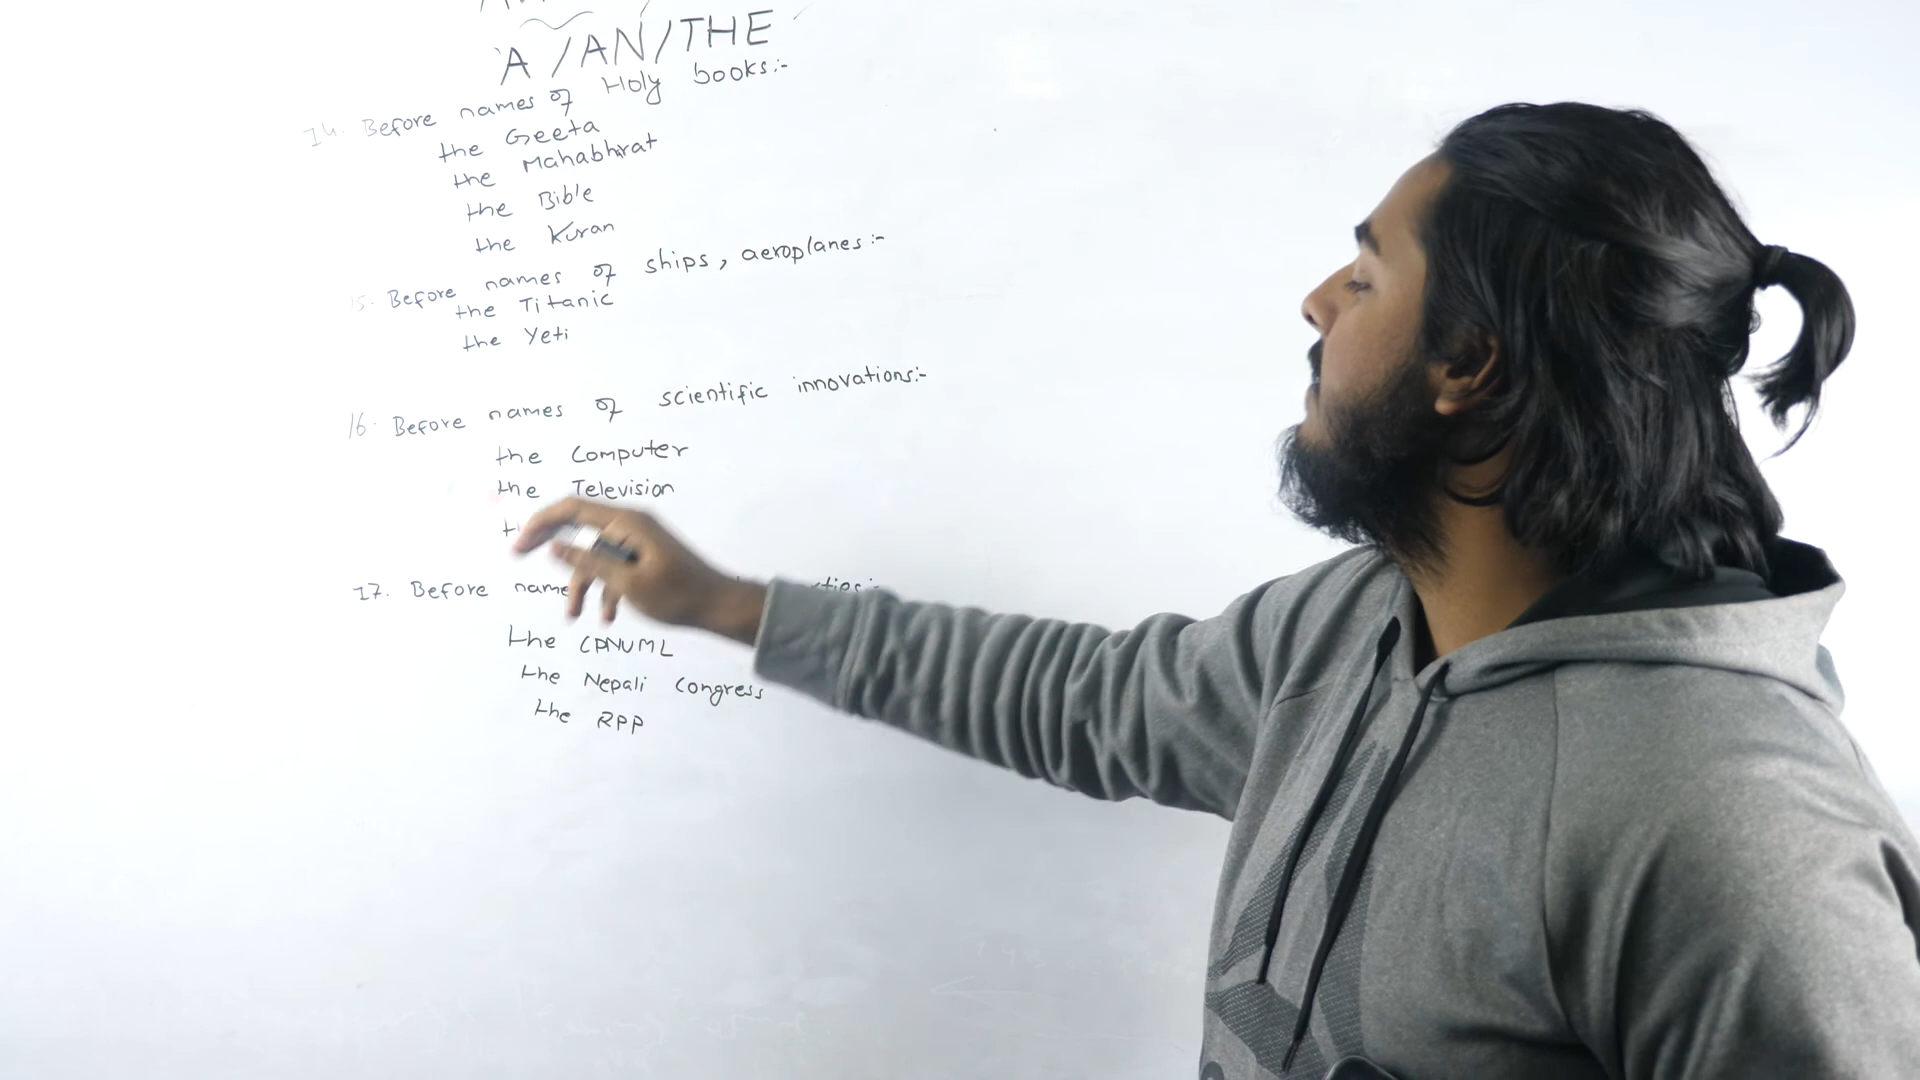 A/AN/THE
14. Before names of Holy books:-
the Geeta
the Mahabhrat
the Bible
the Kuran
15. Before names of ships, aeroplanes:-
the Titanic
the Yeti
16. Before names of scientific innovations:-
the Computer
the Television
17. Before
the CPNUML
the Nepali Congress
the RPP